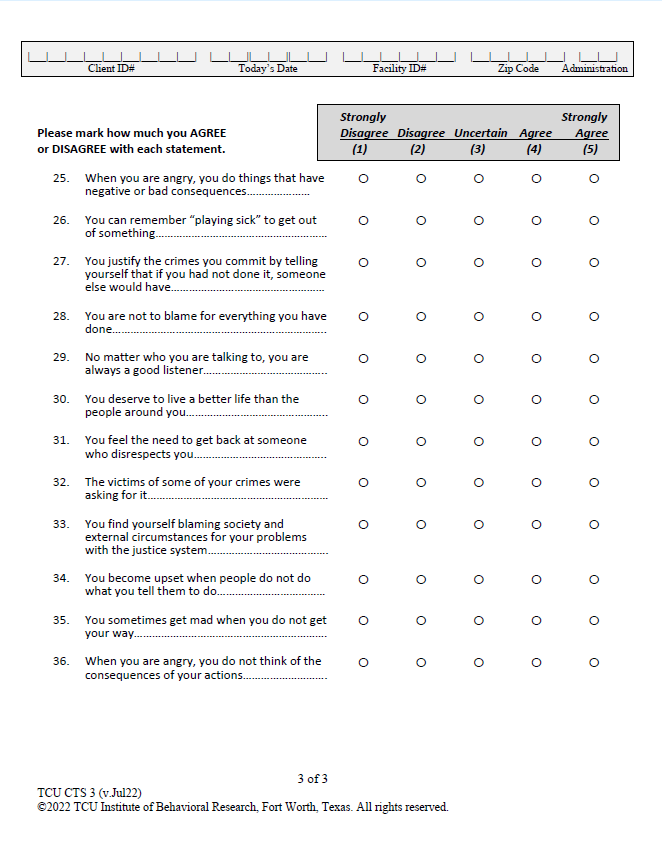 Client ID# Today's Date Facility ID# Zip Code Administration
Please mark how much you AGREE
or DISAGREE with each statement.
Strongly Strongly
Disagree Disagree Uncertain Agree Agree
(1) (2) (3) (4) (5)
25. When you are angry, you do things that have
negative or bad consequences.....................
26. You can remember “playing sick” to get out
of something.........................................................
27. You justify the crimes you commit by telling
yourself that if you had not done it, someone
else would have...................................................
28. You are not to blame for everything you have
done.......................................................................
29. No matter who you are talking to, you are
always a good listener.........................................
30. You deserve to live a better life than the
people around you...............................................
31. You feel the need to get back at someone
who disrespects you............................................
32. The victims of some of your crimes were
asking for it............................................................
33. You find yourself blaming society and
external circumstances for your problems
with the justice system........................................
34. You become upset when people do not do
what you tell them to do....................................
35. You sometimes get mad when you do not get
your way................................................................
36. When you are angry, you do not think of the
consequences of your actions............................
3 of 3
TCU CTS 3 (v.Jul22)
©2022 TCU Institute of Behavioral Research, Fort Worth, Texas. All rights reserved.